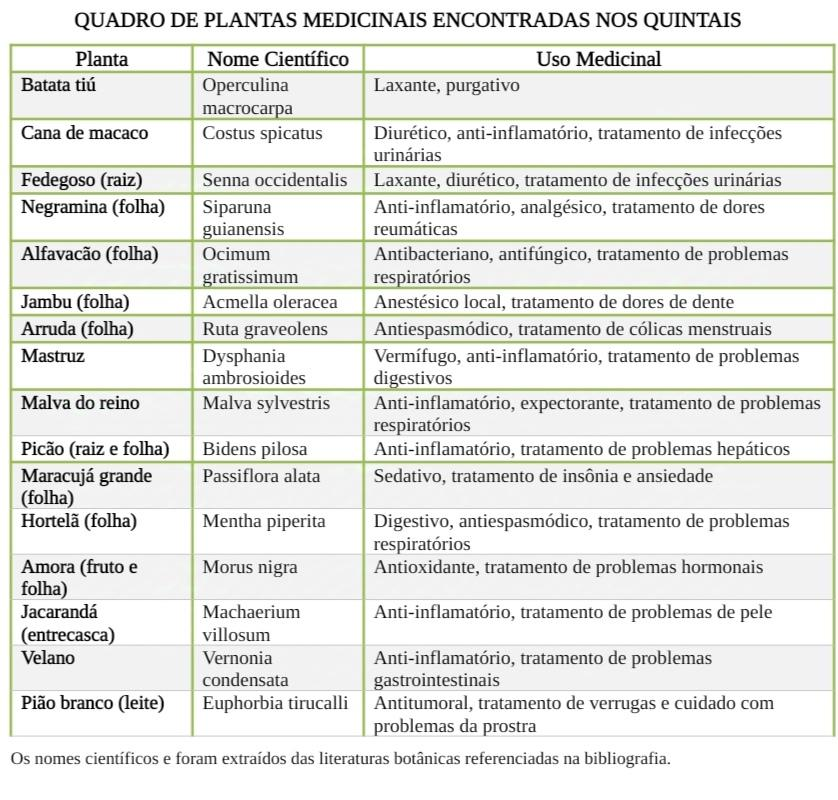 QUADRO DE PLANTAS MEDICINAIS ENCONTRADAS NOS QUINTAIS
Planta Nome Científico Uso Medicinal
Batata tiú Operculina Laxante, purgativo
macrocarpa
Cana de macaco Costus spicatus Diurético, anti-inflamatório, tratamento de infecções
urinárias
Fedegoso (raiz) Senna occidentalis Laxante, diurético, tratamento de infecções urinárias
Negramina (folha) Siparuna Anti-inflamatório, analgésico, tratamento de dores
guianensis reumáticas
Alfavacão (folha) Ocimum Antibacteriano, antifúngico, tratamento de problemas
gratissimum respiratórios
Jambu (folha) Acmella oleracea Anestésico local, tratamento de dores de dente
Arruda (folha) Ruta graveolens Antiespasmódico, tratamento de cólicas menstruais
Mastruz Dysphania Vermífugo, anti-inflamatório, tratamento de problemas
ambrosioides digestivos
Malva do reino Malva sylvestris Anti-inflamatório, expectorante, tratamento de problemas
respiratórios
Picão (raiz e folha) Bidens pilosa Anti-inflamatório, tratamento de problemas hepáticos
Maracujá grande Passiflora alata Sedativo, tratamento de insônia e ansiedade
(folha)
Hortelã (folha) Mentha piperita Digestivo, antiespasmódico, tratamento de problemas
respiratórios
Amora (fruto e Morus nigra Antioxidante, tratamento de problemas hormonais
folha)
Jacarandá Machaerium Anti-inflamatório, tratamento de problemas de pele
(entrecasca) villosum
Velano Vernonia Anti-inflamatório, tratamento de problemas
condensata gastrointestinais
Pião branco (leite) Euphorbia tirucalli Antitumoral, tratamento de verrugas e cuidado com
problemas da prostra
Os nomes científicos e foram extraídos das literaturas botânicas referenciadas na bibliografia.